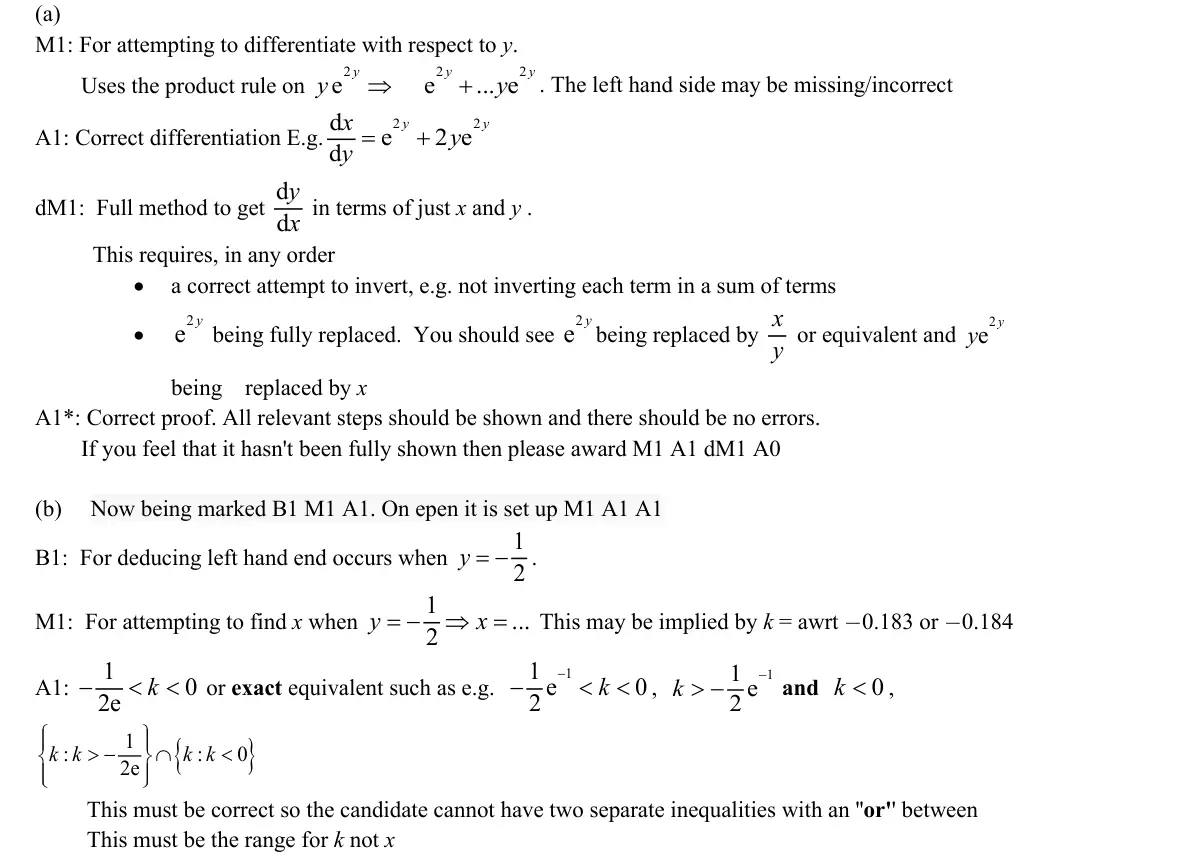 (a)
M1: For attempting to differentiate with respect to y.
Uses the product rule on ye^{2y} ⇒ e^{2y} + ...ye^{2y} . The left hand side may be missing/incorrect
A1: Correct differentiation E.g. dx/dy = e^{2y} + 2ye^{2y}
dM1: Full method to get dy/dx in terms of just x and y .
This requires, in any order
• a correct attempt to invert, e.g. not inverting each term in a sum of terms
• e^{2y} being fully replaced. You should see e^{2y} being replaced by x/y or equivalent and ye^{2y}
being replaced by x
A1*: Correct proof. All relevant steps should be shown and there should be no errors.
If you feel that it hasn't been fully shown then please award M1 A1 dM1 A0
(b) Now being marked B1 M1 A1. On epen it is set up M1 A1 A1
B1: For deducing left hand end occurs when y = −1/2 .
M1: For attempting to find x when y = −1/2 ⇒ x = ... This may be implied by k = awrt −0.183 or −0.184
A1: −1/2e < k < 0 or exact equivalent such as e.g. −1/2 e^{−1} < k < 0 , k > −1/2 e^{−1} and k < 0 ,
{k : k > −1/2e} ∩ {k : k < 0}
This must be correct so the candidate cannot have two separate inequalities with an "or" between
This must be the range for k not x